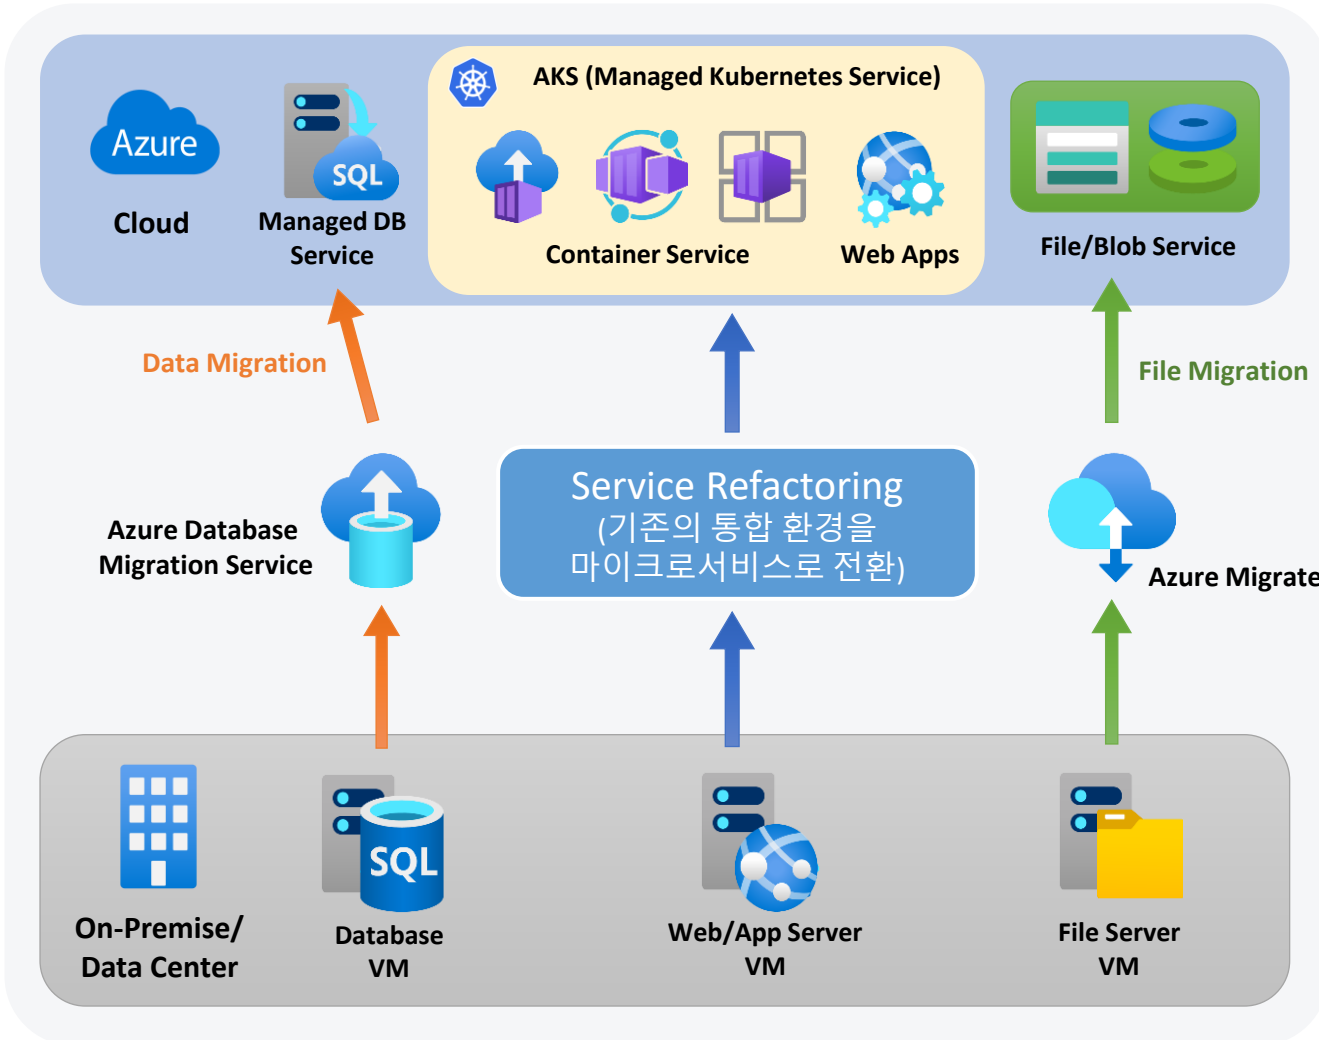 AKS (Managed Kubernetes Service)
Azure
Cloud
SQL
Managed DB
Service
Container Service
Web Apps
File/Blob Service
Data Migration
File Migration
Azure Database
Migration Service
Service Refactoring
(기존의 통합 환경을
마이크로서비스로 전환)
Azure Migrate
On-Premise/
Data Center
SQL
Database
VM
Web/App Server
VM
File Server
VM